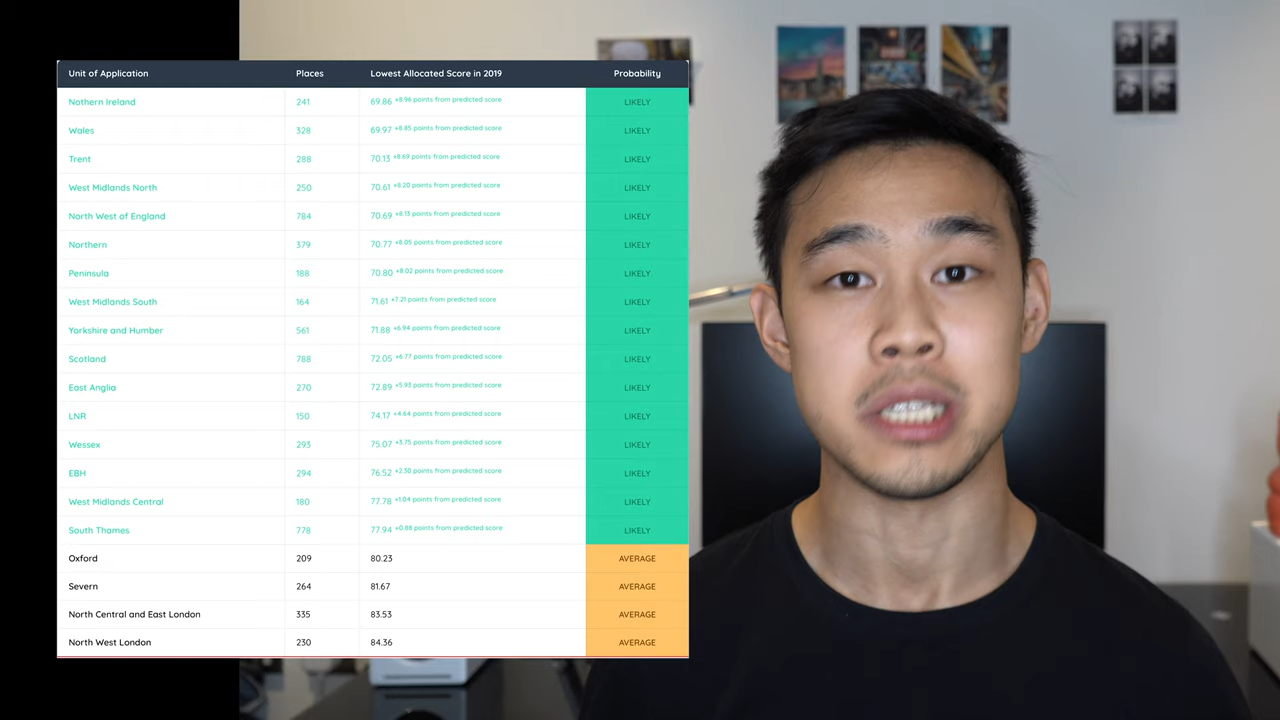 Unit of Application Places Lowest Allocated Score in 2019 Probability
Nothern Ireland 241 69.86 +8.96 points from predicted score LIKELY
Wales 328 69.97 +8.85 points from predicted score LIKELY
Trent 288 70.13 +8.69 points from predicted score LIKELY
West Midlands North 250 70.61 +8.20 points from predicted score LIKELY
North West of England 784 70.69 +8.13 points from predicted score LIKELY
Northern 379 70.77 +8.05 points from predicted score LIKELY
Peninsula 188 70.80 +8.02 points from predicted score LIKELY
West Midlands South 164 71.61 +7.21 points from predicted score LIKELY
Yorkshire and Humber 561 71.88 +6.94 points from predicted score LIKELY
Scotland 788 72.05 +6.77 points from predicted score LIKELY
East Anglia 270 72.89 +5.93 points from predicted score LIKELY
LNR 150 74.17 +4.64 points from predicted score LIKELY
Wessex 293 75.07 +3.75 points from predicted score LIKELY
EBH 294 76.52 +2.30 points from predicted score LIKELY
West Midlands Central 180 77.78 +1.04 points from predicted score LIKELY
South Thames 778 77.94 +0.88 points from predicted score LIKELY
Oxford 209 80.23 AVERAGE
Severn 264 81.67 AVERAGE
North Central and East London 335 83.53 AVERAGE
North West London 230 84.36 AVERAGE